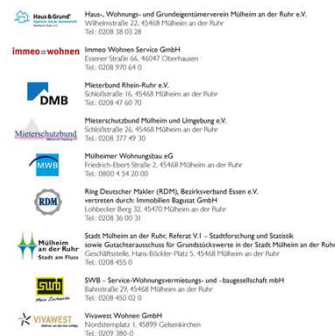 Haus & Grund
Haus-, Wohnungs- und Grundeigentümerverein Mülheim an der Ruhr e.V.
Wilhelmstraße 22, 45468 Mülheim an der Ruhr
Tel.: 0208 38 03 28
immeo wohnen
Immeo Wohnen Service GmbH
Essener Straße 66, 46047 Oberhausen
Tel.: 0208 970 64 0
DMB
Mieterbund Rhein-Ruhr e.V.
Schloßstraße 16, 45468 Mülheim an der Ruhr
Tel.: 0208 47 60 70
Mieterschutzbund
Mieterschutzbund Mülheim und Umgebung e.V.
Schloßstraße 26, 45468 Mülheim an der Ruhr
Tel.: 0208 377 49 30
MWB
Mülheimer Wohnungsbau eG
Friedrich-Ebert-Straße 2, 45468 Mülheim an der Ruhr
Tel.: 0800 4 54 20 00
RDM
Ring Deutscher Makler (RDM), Bezirksverband Essen e.V.
vertreten durch: Immobilien Bagusat GmbH
Lohbecker Berg 32, 45470 Mülheim an der Ruhr
Tel.: 0208 36 00 31
Mülheim
an der Ruhr
Stadt am Fluss
Stadt Mülheim an der Ruhr, Referat V.1 – Stadtforschung und Statistik
sowie Gutachterausschuss für Grundstückswerte in der Stadt Mülheim an der Ruhr
Geschäftsstelle, Hans-Böckler-Platz 5, 45468 Mülheim an der Ruhr
Tel.: 0208 455 0
swb
Mein Zuhause
SWB – Service-Wohnungsvermietungs- und -baugesellschaft mbH
Bahnstraße 29, 45468 Mülheim an der Ruhr
Tel.: 0208 450 02 0
VIVAWEST
Vivawest Wohnen GmbH
Nordsternplatz 1, 45899 Gelsenkirchen
Tel.: 0209 380-0